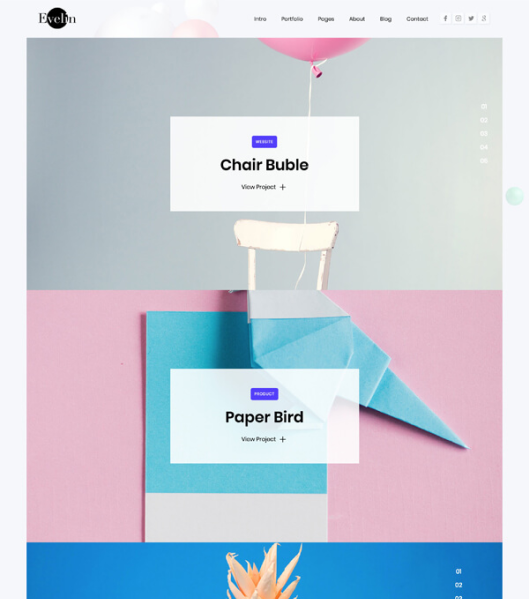 Evelin
Intro Portfolio Pages About Blog Contact
01
02
03
04
05
WEBSITE
Chair Buble
View Project +
PRODUCT
Paper Bird
View Project +
01
02
03